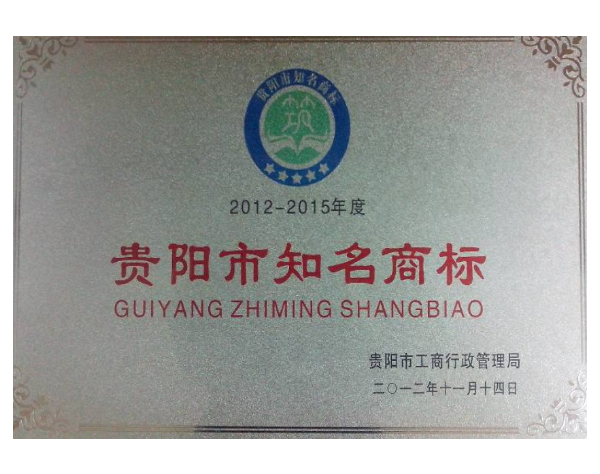 贵阳市知名商标
筑
2012-2015年度
贵阳市知名商标
GUIYANG ZHIMING SHANGBIAO
贵阳市工商行政管理局
二〇一二年十一月十四日